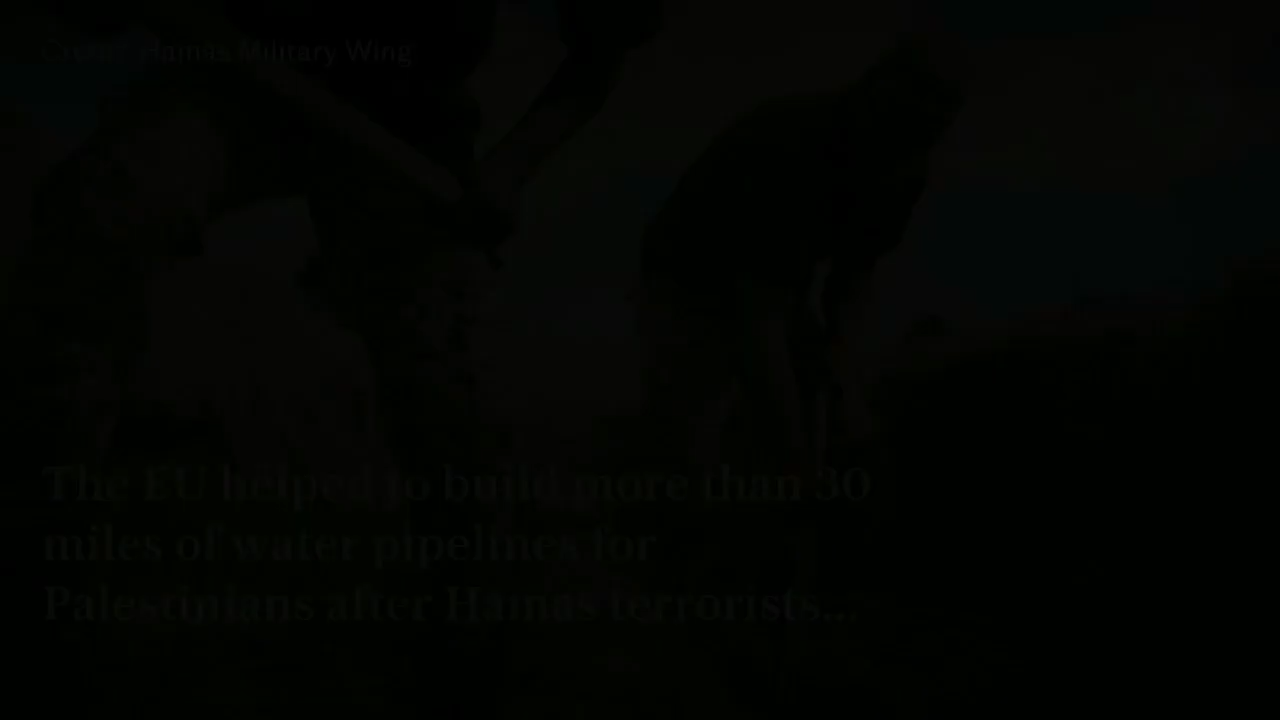 Credit: Hamas Military Wing
The EU helped to build more than 30
miles of water pipelines for
Palestinians after Hamas terrorists...